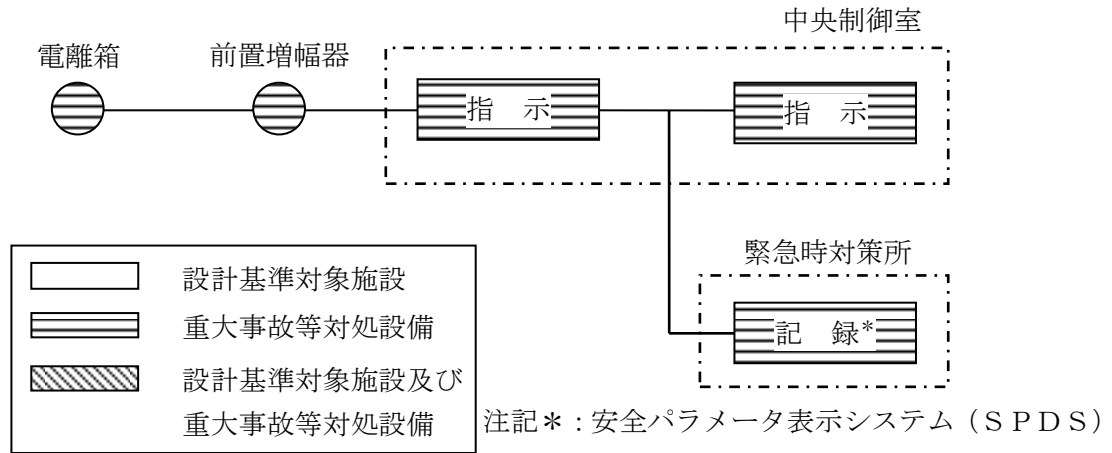 中央制御室
電離箱
前置増幅器
指　示
指　示
緊急時対策所
記　録*
設計基準対象施設
重大事故等対処設備
設計基準対象施設及び
重大事故等対処設備
注記＊：安全パラメータ表示システム（ＳＰＤＳ）